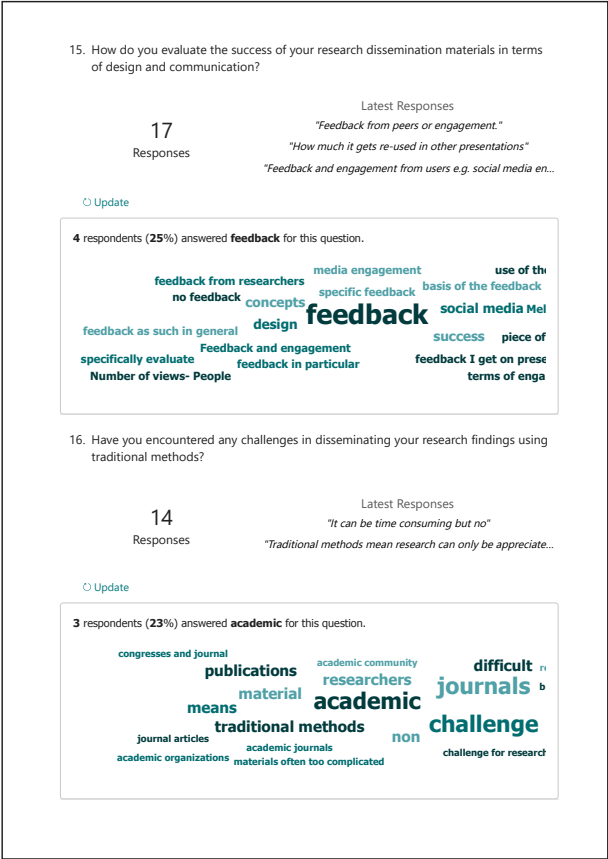 15. How do you evaluate the success of your research dissemination materials in terms
of design and communication?
17
Responses
Latest Responses
"Feedback from peers or engagement."
"How much it gets re-used in other presentations"
"Feedback and engagement from users e.g. social media en...
Update
4 respondents (25%) answered feedback for this question.
media engagement
use of the
feedback from researchers
specific feedback
basis of the feedback
no feedback
concepts
feedback
social media
Mel
design
feedback as such in general
success
piece of
Feedback and engagement
specifically evaluate
feedback in particular
feedback I get on prese
Number of views- People
terms of enga
16. Have you encountered any challenges in disseminating your research findings using
traditional methods?
14
Responses
Latest Responses
"It can be time consuming but no"
"Traditional methods mean research can only be appreciate...
Update
3 respondents (23%) answered academic for this question.
congresses and journal
publications
academic community
difficult
researchers
journals
b
material
academic
means
challenge
traditional methods
non
journal articles
academic journals
challenge for research
academic organizations
materials often too complicated